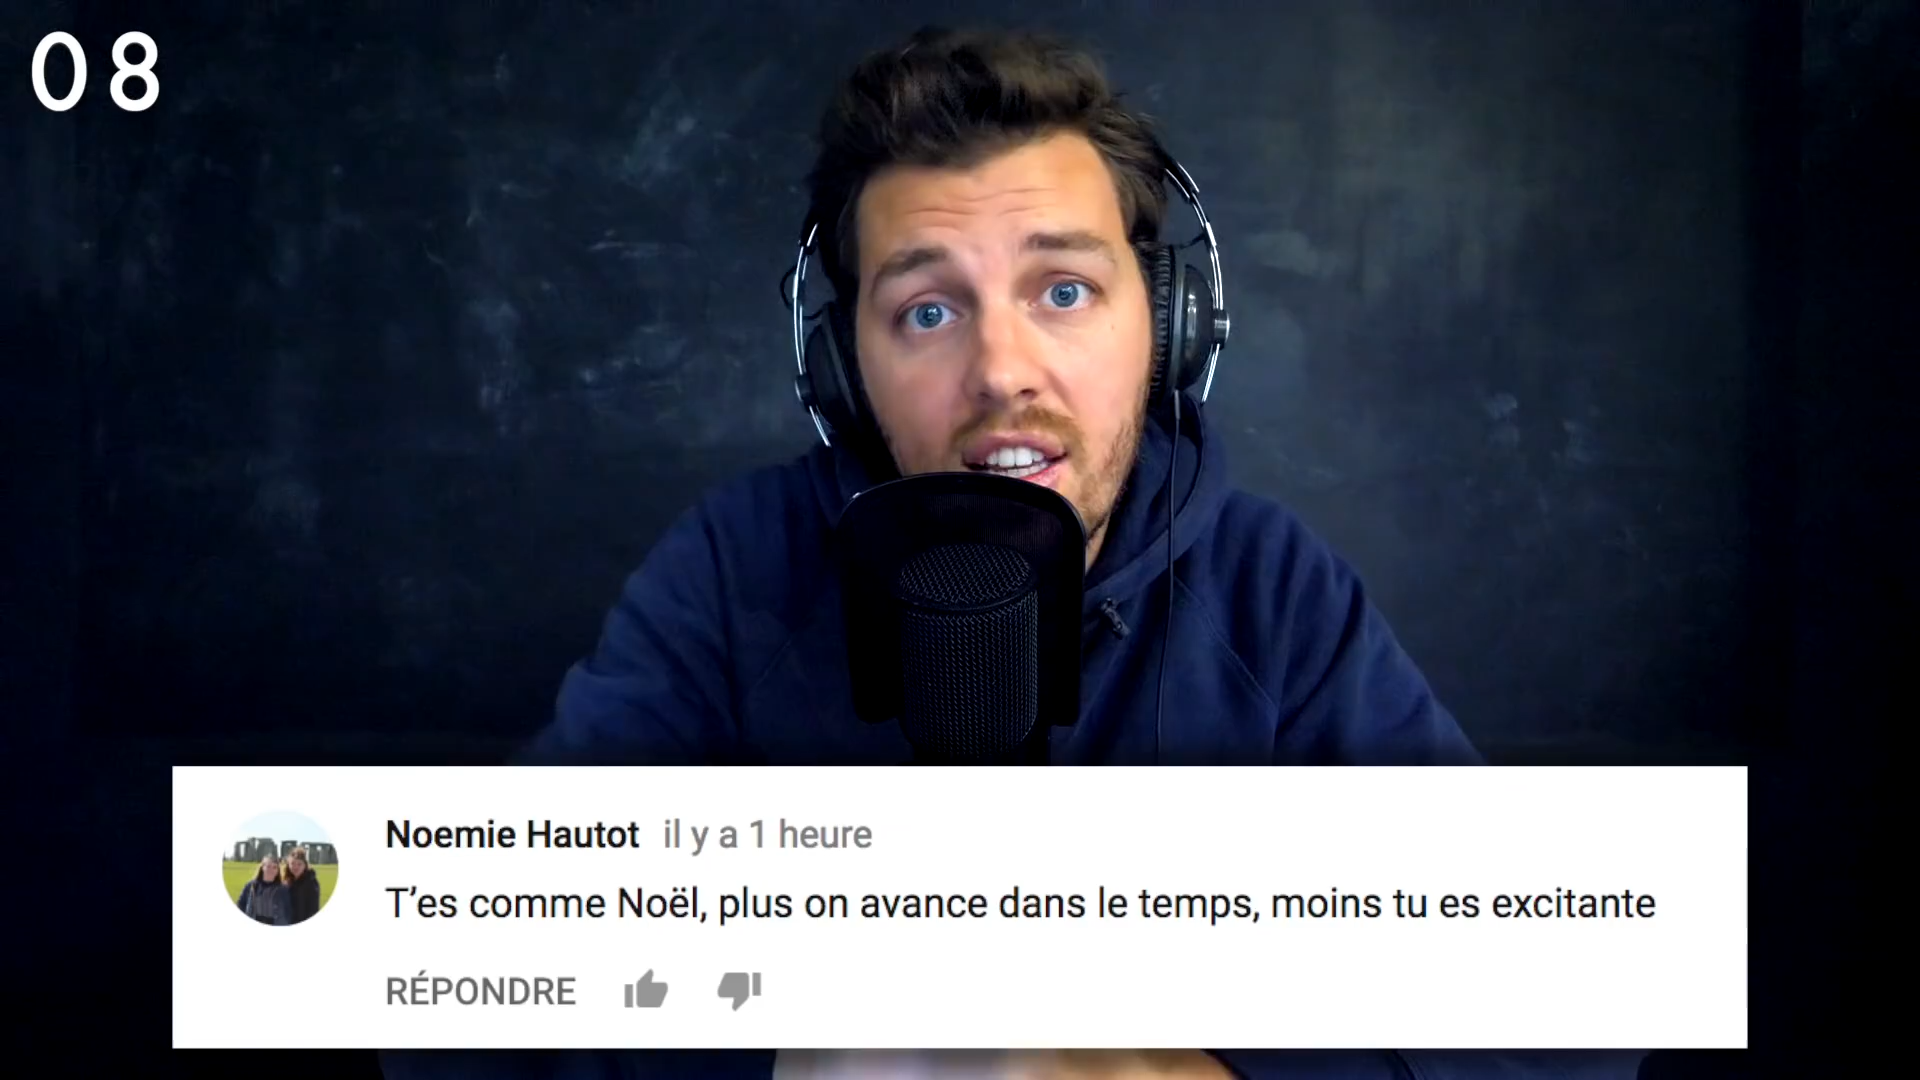 08
Noemie Hautot il y a 1 heure
T’es comme Noël, plus on avance dans le temps, moins tu es excitante
RÉPONDRE